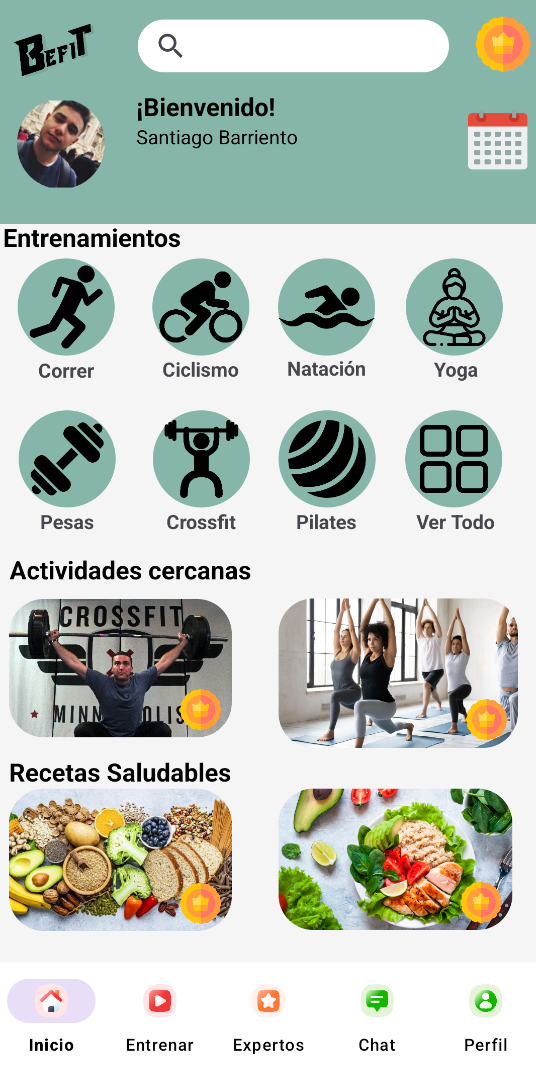 BEFIT
¡Bienvenido!
Santiago Barriento
Entrenamientos
Correr
Ciclismo
Natación
Yoga
Pesas
Crossfit
Pilates
Ver Todo
Actividades cercanas
CROSSFIT
Recetas Saludables
Inicio
Entrenar
Expertos
Chat
Perfil